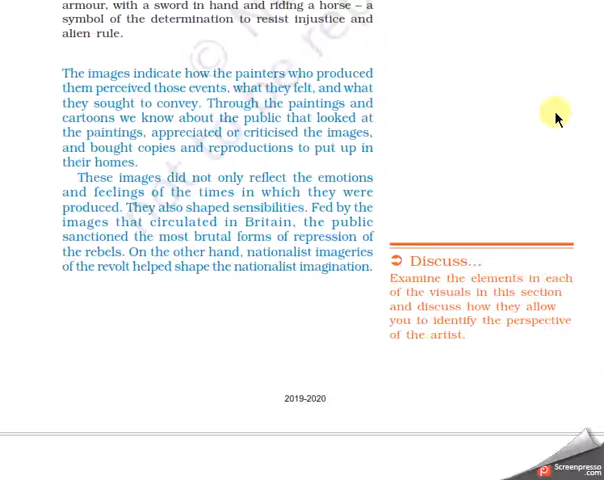 armour, with a sword in hand and riding a horse – a
symbol of the determination to resist injustice and
alien rule.
The images indicate how the painters who produced
them perceived those events, what they felt, and what
they sought to convey. Through the paintings and
cartoons we know about the public that looked at
the paintings, appreciated or criticised the images,
and bought copies and reproductions to put up in
their homes.
These images did not only reflect the emotions
and feelings of the times in which they were
produced. They also shaped sensibilities. Fed by the
images that circulated in Britain, the public
sanctioned the most brutal forms of repression of
the rebels. On the other hand, nationalist imageries
of the revolt helped shape the nationalist imagination.
Discuss...
Examine the elements in each
of the visuals in this section
and discuss how they allow
you to identify the perspective
of the artist.
2019-2020
Screenpresso
.com